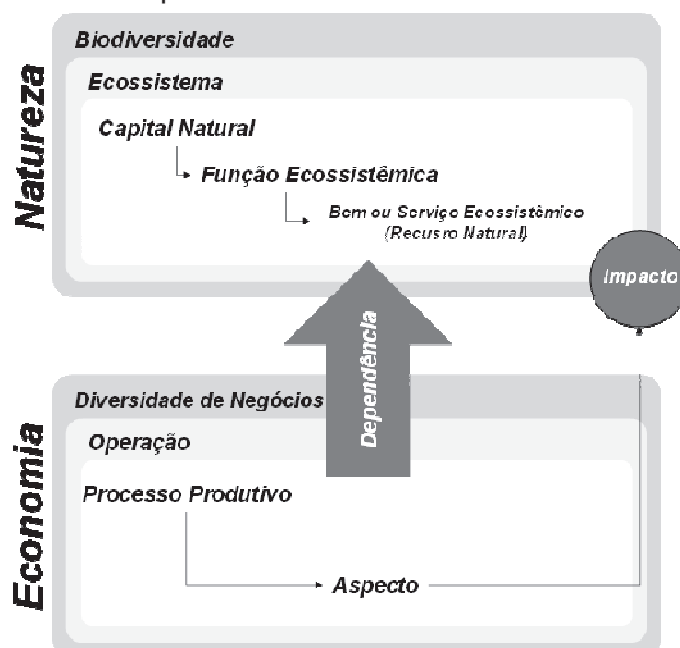 Natureza
Biodiversidade
Ecossistema
Capital Natural
Função Ecossistêmica
Bem ou Serviço Ecossistêmico
(Recusro Natural)
Impacto
Dependência
Economia
Diversidade de Negócios
Operação
Processo Produtivo
Aspecto